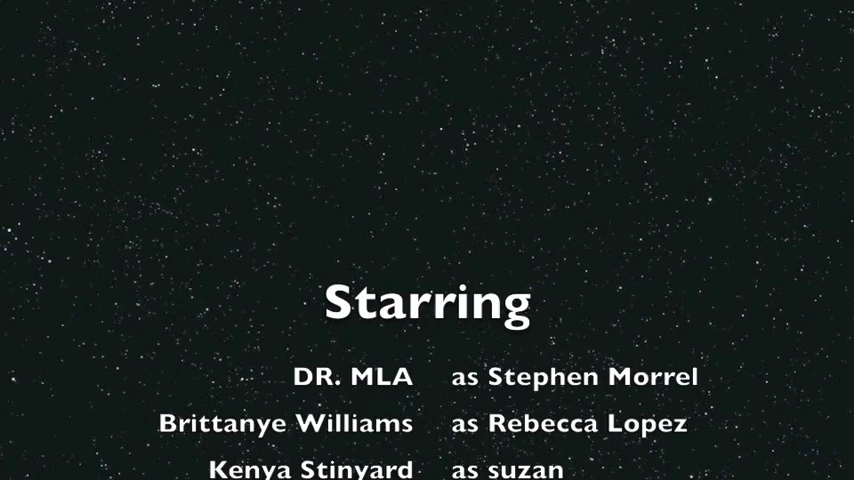 Starring
DR. MLA as Stephen Morrel
Brittanye Williams as Rebecca Lopez
Kenya Stinyard as suzan